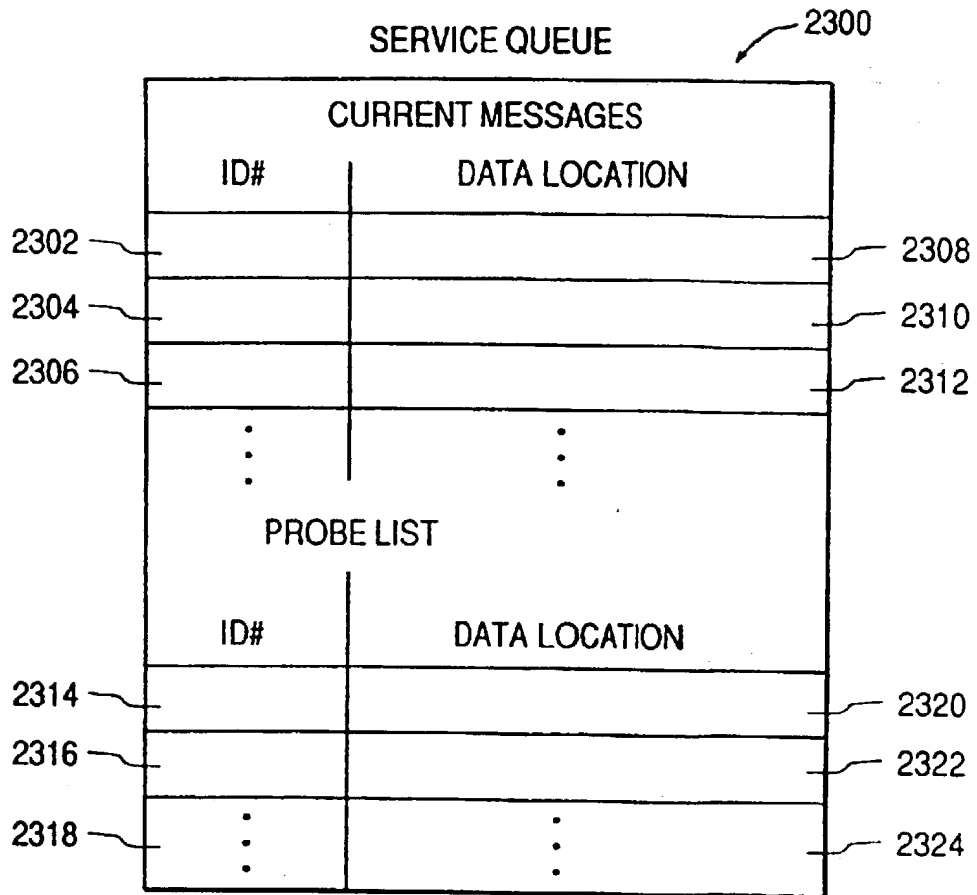 SERVICE QUEUE 2300
CURRENT MESSAGES
ID# DATA LOCATION
2302 2308
2304 2310
2306 2312
PROBE LIST
ID# DATA LOCATION
2314 2320
2316 2322
2318 2324